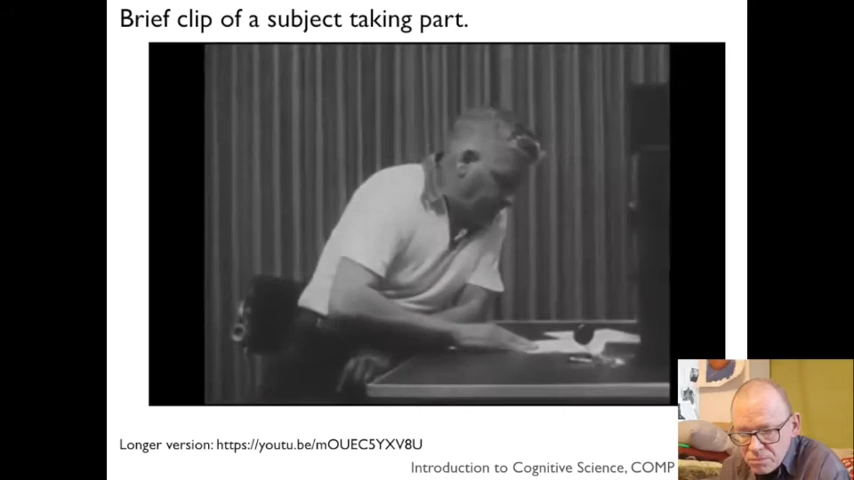 Brief clip of a subject taking part.
Longer version: https://youtu.be/mOUEC5YXV8U
Introduction to Cognitive Science, COMP